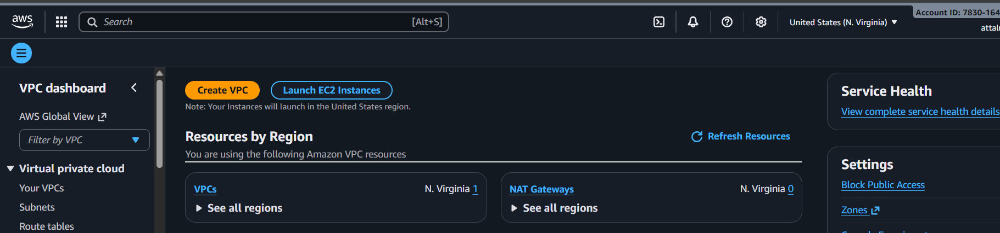 aws
Search [Alt+S]
United States (N. Virginia)
Account ID: 7830-164
VPC dashboard
AWS Global View
Filter by VPC
Virtual private cloud
Your VPCs
Subnets
Route tables
Create VPC
Launch EC2 Instances
Note: Your Instances will launch in the United States region.
Resources by Region
Refresh Resources
You are using the following Amazon VPC resources
VPCs N. Virginia 1
See all regions
NAT Gateways N. Virginia 0
See all regions
Service Health
View complete service health details
Settings
Block Public Access
Zones